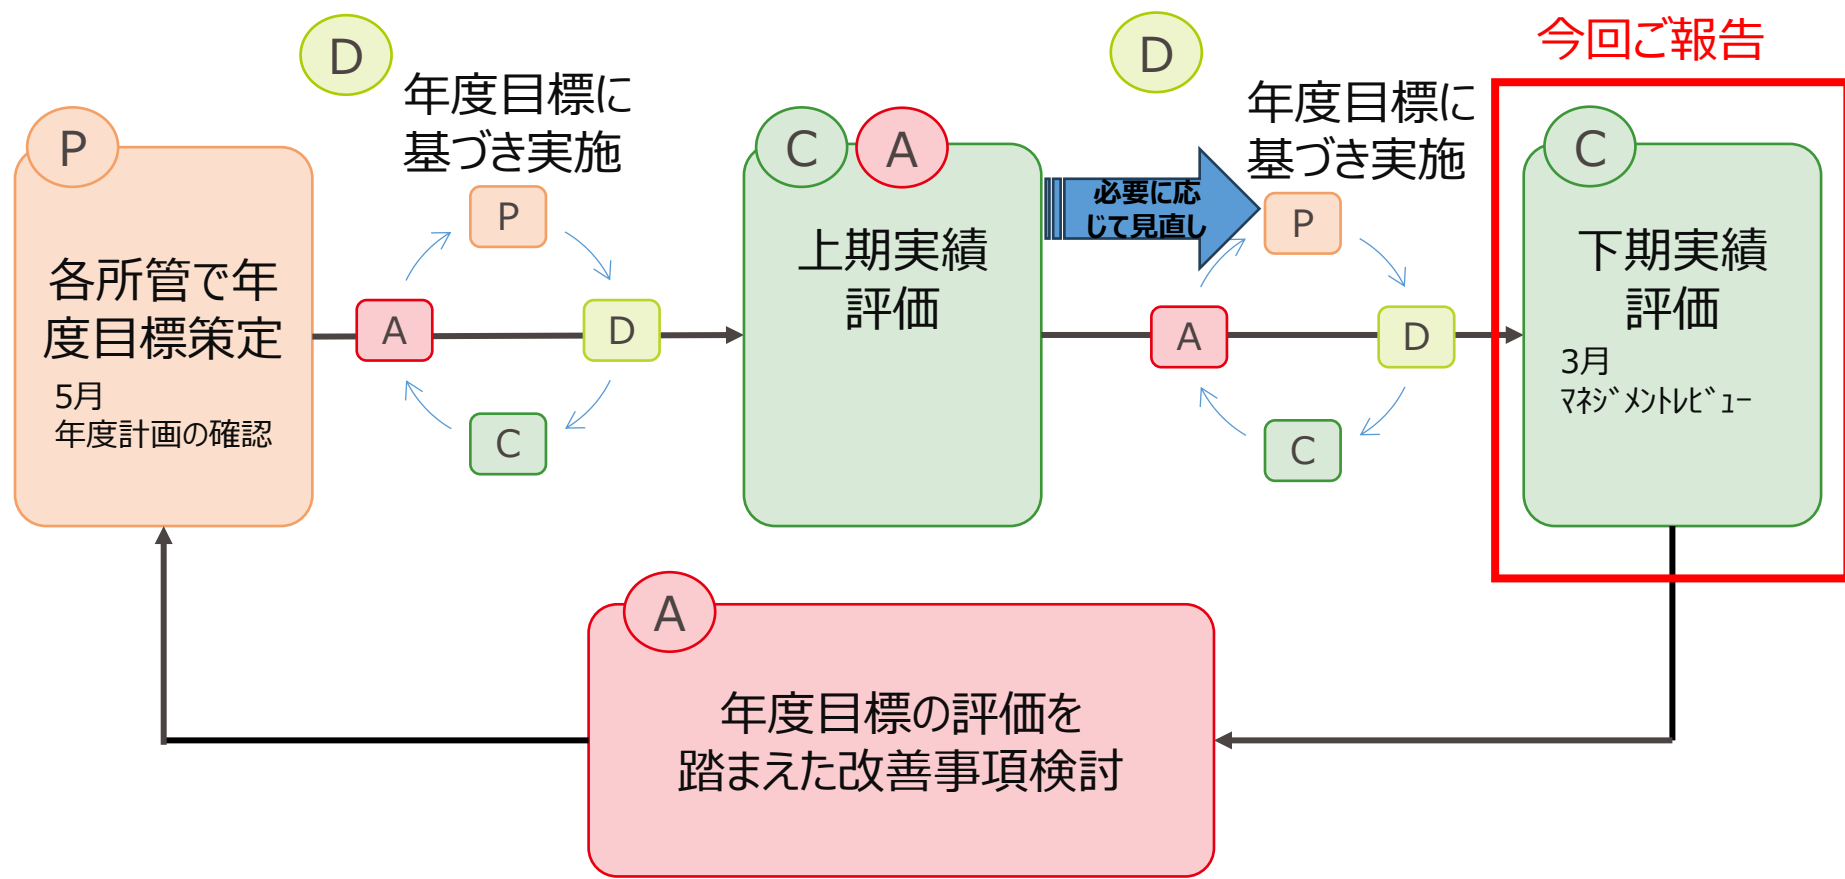 今回ご報告
D
年度目標に
基づき実施
D
年度目標に
基づき実施
P
各所管で年
度目標策定
5月
年度計画の確認
P
A
D
C
C
A
上期実績
評価
必要に応
じて見直し
P
A
D
C
C
下期実績
評価
3月
ﾏﾈｼﾞﾒﾝﾄﾚﾋﾞｭｰ
A
年度目標の評価を
踏まえた改善事項検討